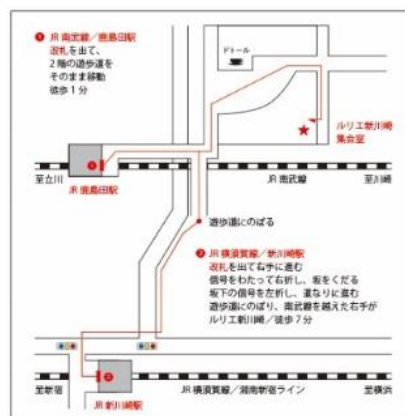 ❶ JR 南武線／鹿島田駅
改札を出て、
2階の遊歩道を
そのまま移動
徒歩1分
ドトール
ルリエ新川崎
集会室
❶
至立川
JR 南武線
至川崎
JR 鹿島田駅
遊歩道にのぼる
❷ JR 横須賀線／新川崎駅
改札を出て右手に進む
信号をわたって右折し、坂をくだる
坂下の信号を左折し、道なりに進む
遊歩道にのぼり、南武線を越えた右手が
ルリエ新川崎／徒歩7分
❷
至新宿
JR 横須賀線／湘南新宿ライン
至横浜
JR 新川崎駅